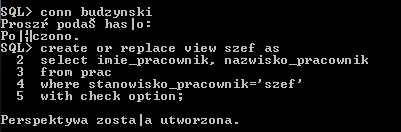 SQL> conn budzynski
Proszř podaŠ has|o:
Po|╣czono.
SQL> create or replace view szef as
2 select imie_pracownik, nazwisko_pracownik
3 from prac
4 where stanowisko_pracownik='szef'
5 with check option;
Perspektywa zosta|a utworzona.